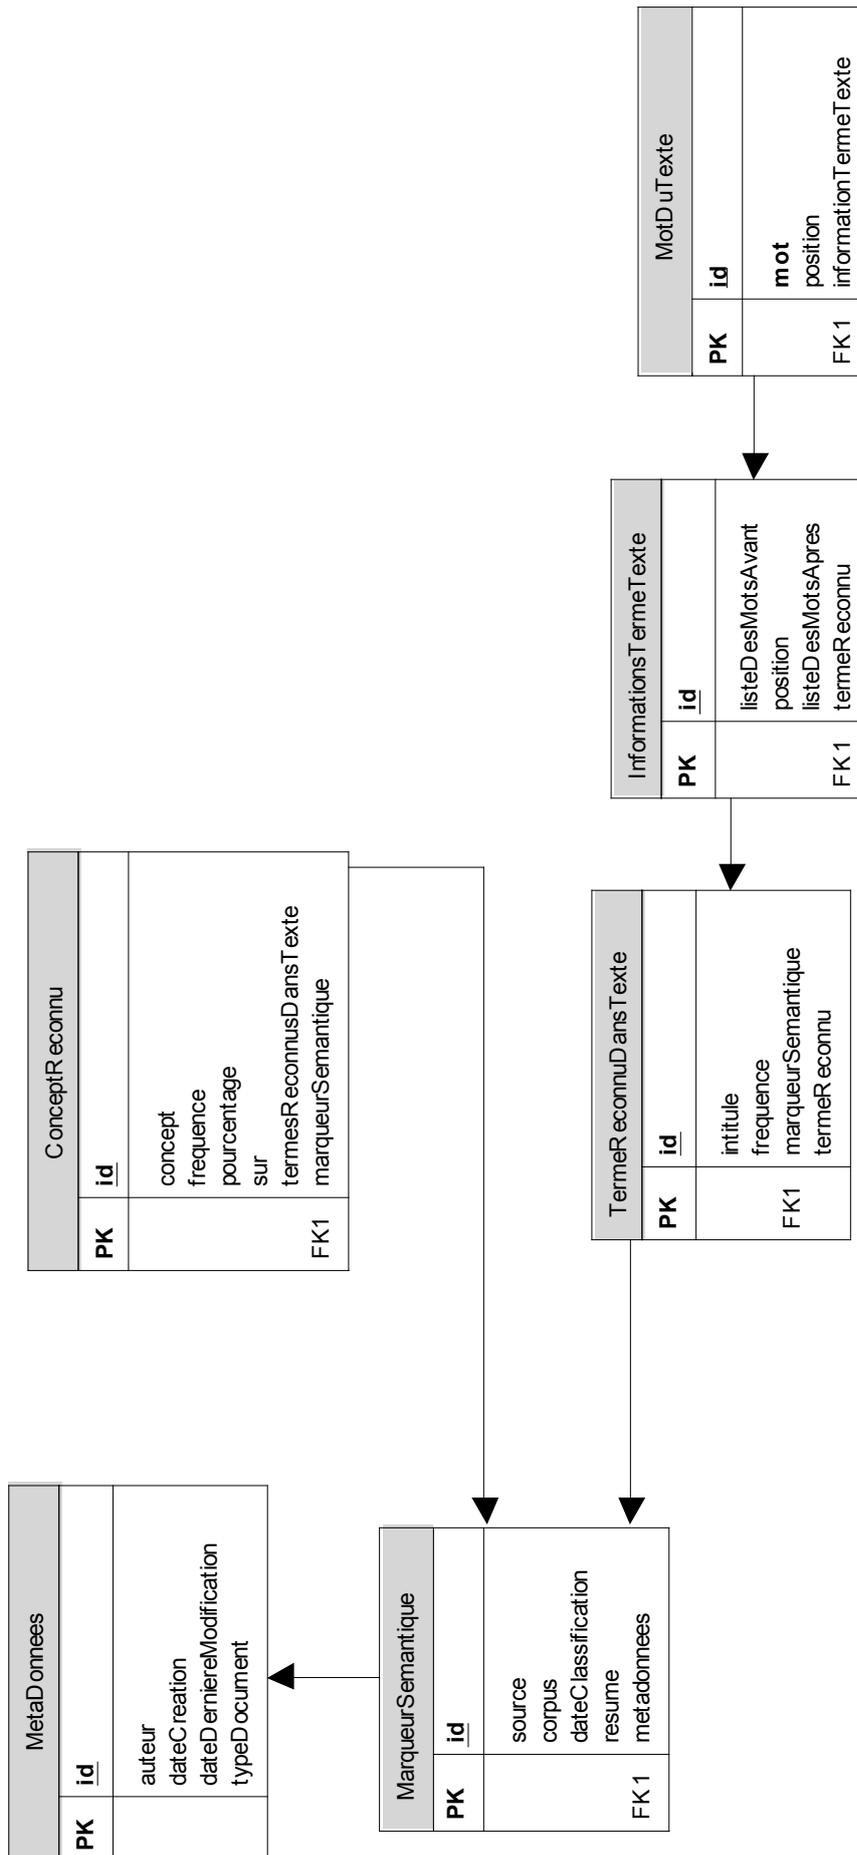 MetaDonnees
PK id
auteur
dateCreation
dateDerniereModification
typeDocument
ConceptReconnu
PK id
concept
frequence
pourcentage
sur
termesReconnusDansTexte
FK1 marqueurSemantique
MarqueurSemantique
PK id
source
corpus
dateClassification
resume
FK1 metadonnees
TermeReconnuDansTexte
PK id
intitule
frequence
FK1 marqueurSemantique
termeReconnu
InformationsTermeTexte
PK id
listeDesMotsAvant
position
listeDesMotsApres
FK1 termeReconnu
MotDuTexte
PK id
mot
position
FK1 informationTermeTexte